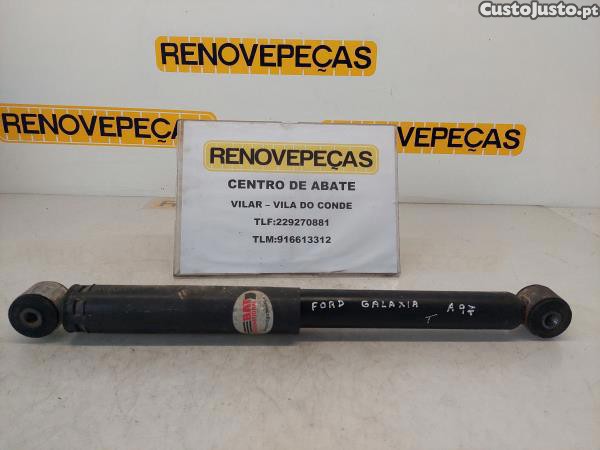 CustoJusto.pt
RENOVEPEÇAS
RENOVEPEÇAS
RENOVEPEÇAS
RENOVEPEÇAS
CENTRO DE ABATE
VILAR – VILA DO CONDE
TLF:229270881
TLM:916613312
FORD GALAXIA T A97